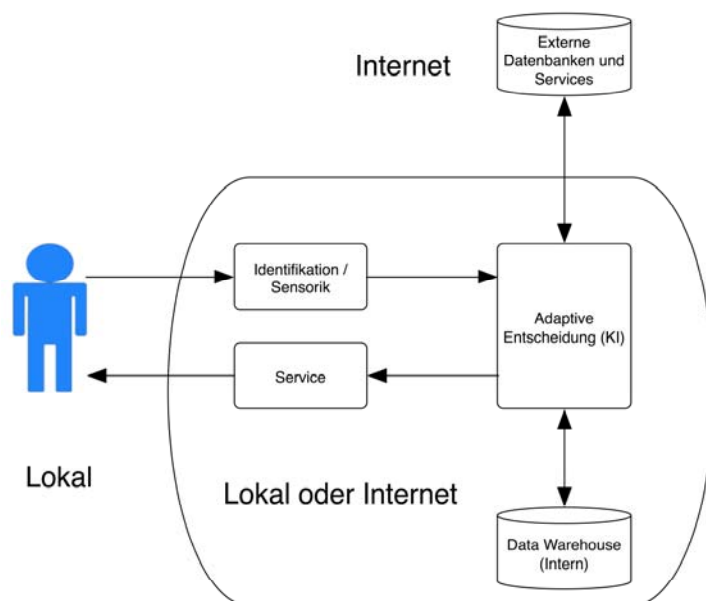 Internet
Externe
Datenbanken und
Services
Identifikation /
Sensorik
Adaptive
Entscheidung (KI)
Service
Lokal
Lokal oder Internet
Data Warehouse
(Intern)